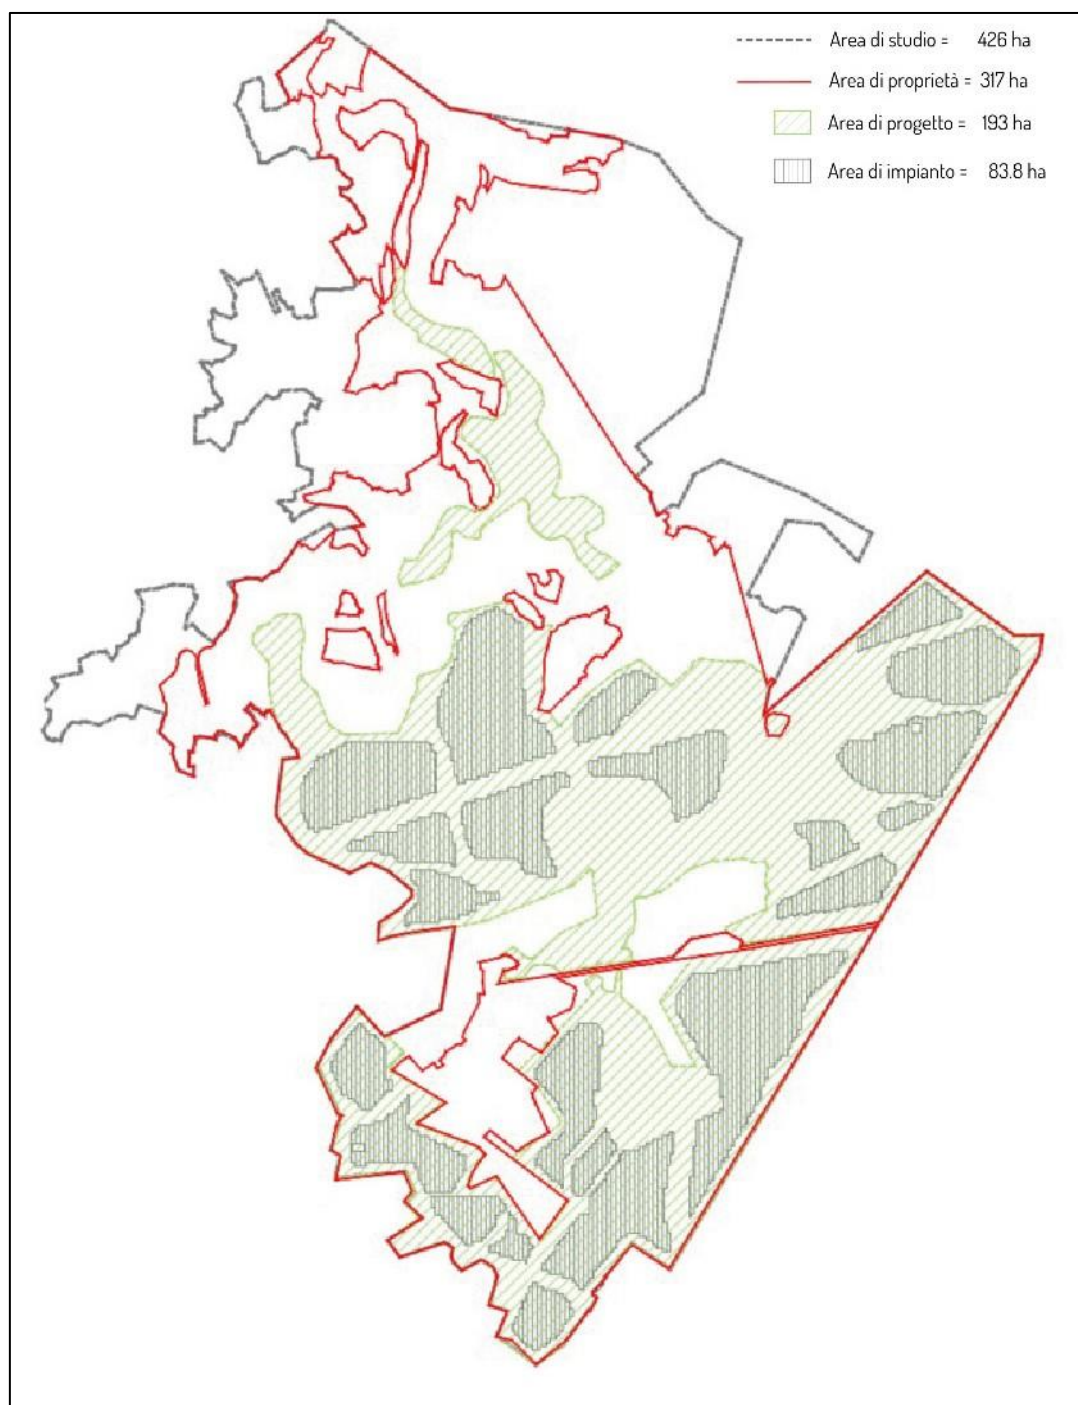 Area di studio = 426 ha
Area di proprietà = 317 ha
Area di progetto = 193 ha
Area di impianto = 83.8 ha